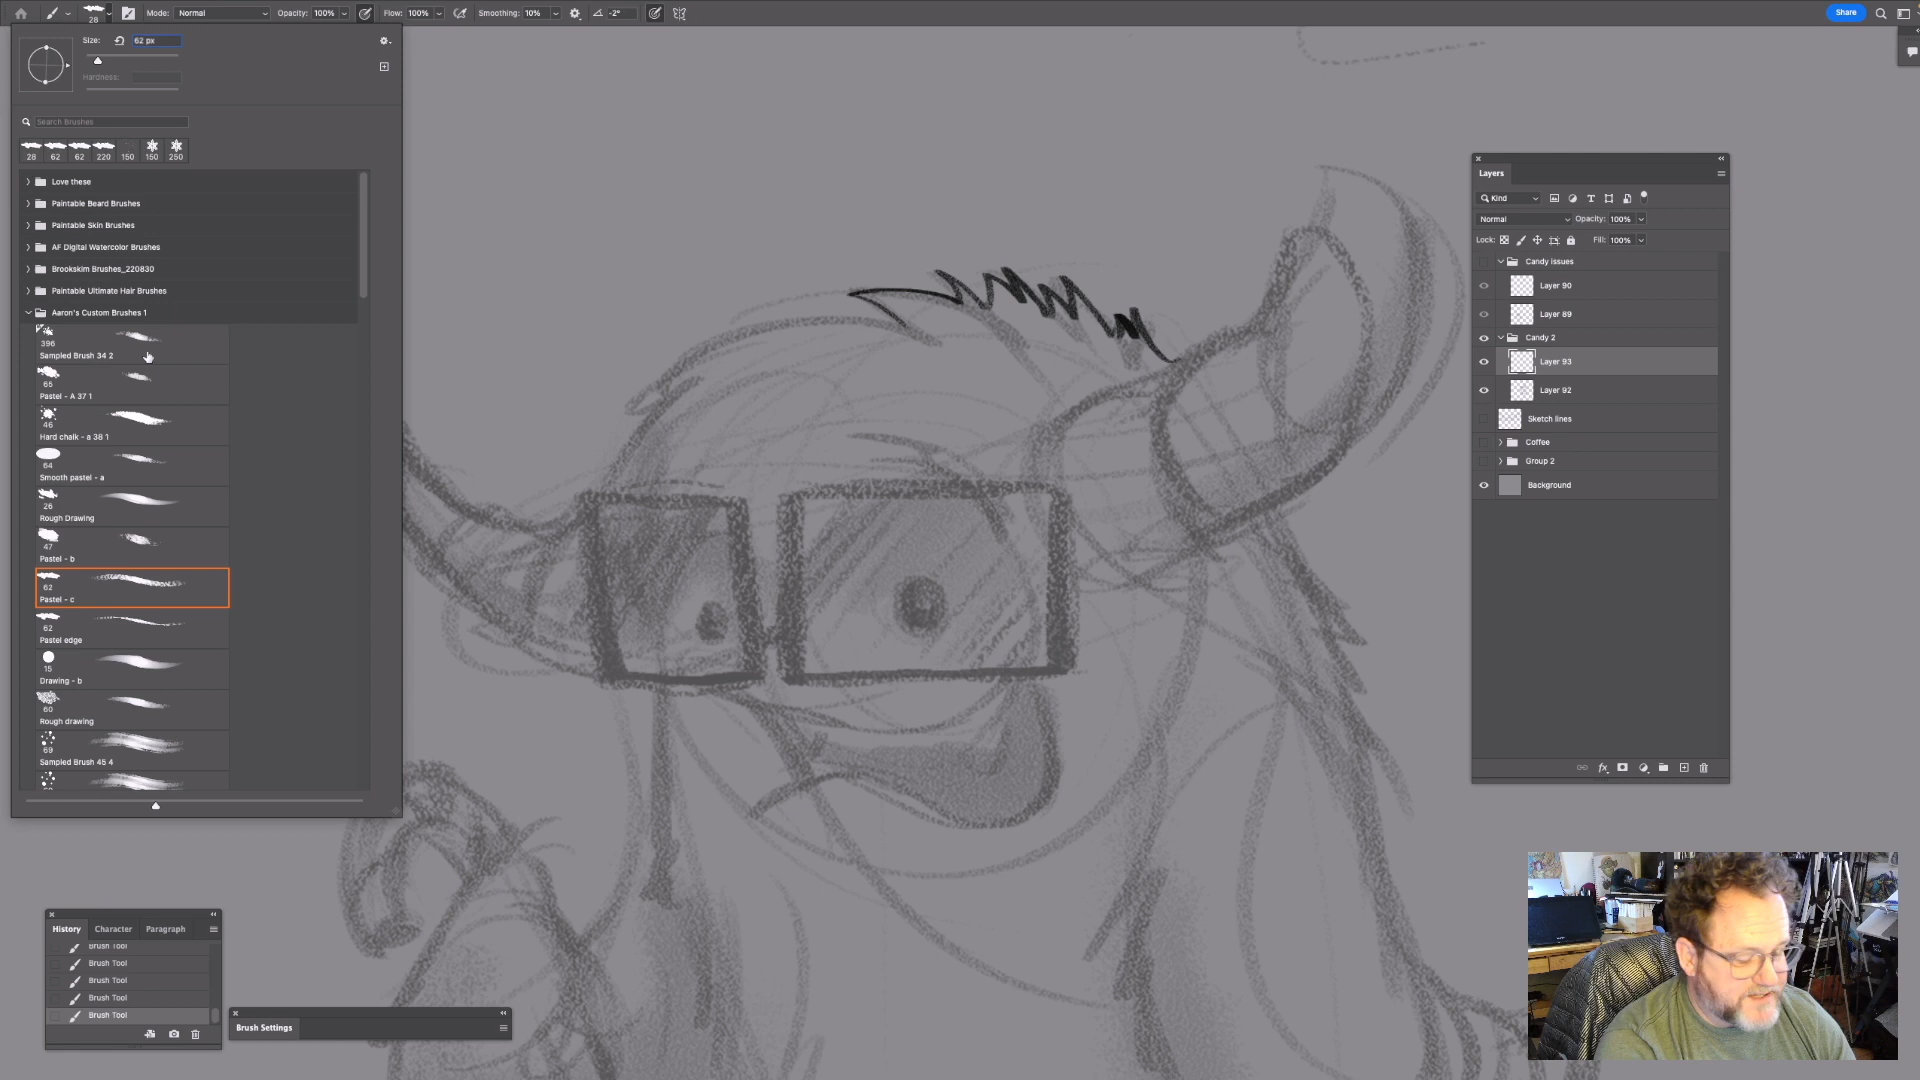 28
Mode: Normal
Opacity: 100%
Flow: 100%
Smoothing: 10%
-2°
Share
Size: 62 px
Hardness:
Search Brushes
28 62 62 220 150 150 250
Love these
Paintable Beard Brushes
Paintable Skin Brushes
AF Digital Watercolor Brushes
Brookskim Brushes_220830
Paintable Ultimate Hair Brushes
Aaron's Custom Brushes 1
396
Sampled Brush 34 2
65
Pastel - A 37 1
46
Hard chalk - a 38 1
64
Smooth pastel - a
26
Rough Drawing
47
Pastel - b
62
Pastel - c
62
Pastel edge
15
Drawing - b
60
Rough drawing
69
Sampled Brush 45 4
Layers
Kind
Normal Opacity: 100%
Lock: Fill: 100%
Candy issues
Layer 90
Layer 89
Candy 2
Layer 93
Layer 92
Sketch lines
Coffee
Group 2
Background
History Character Paragraph
Brush Tool
Brush Tool
Brush Tool
Brush Tool
Brush Tool
Brush Settings